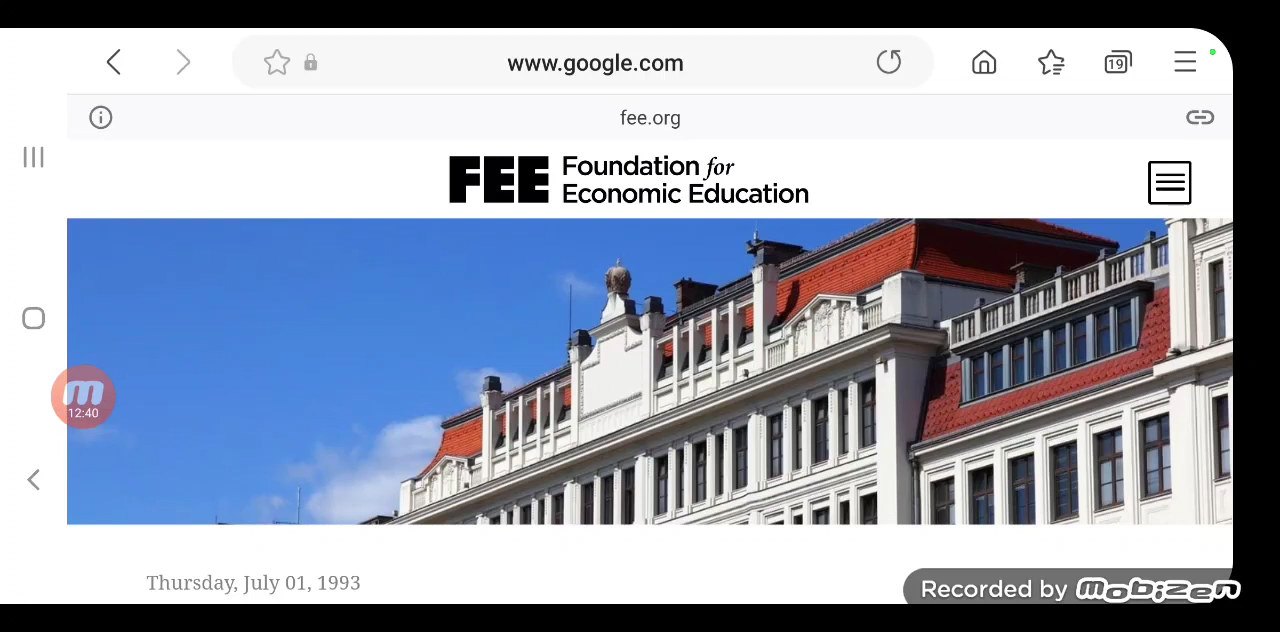 www.google.com
19
fee.org
FEE Foundation for
Economic Education
12:40
Thursday, July 01, 1993
Recorded by mobizen